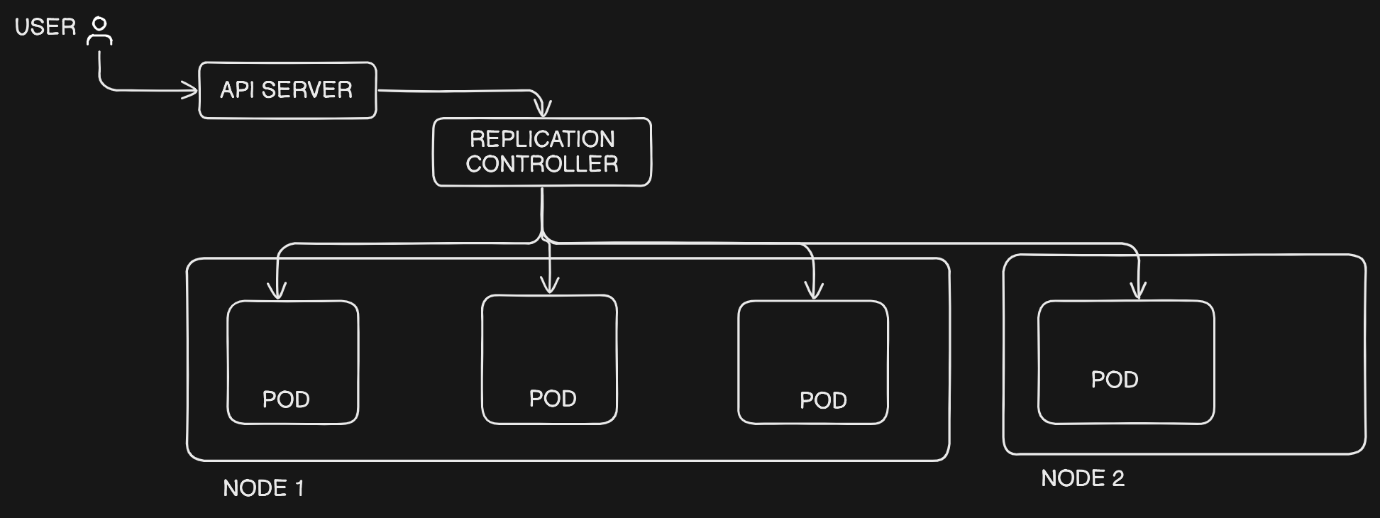 USER
API SERVER
REPLICATION
CONTROLLER
POD
POD
POD
POD
NODE 1
NODE 2